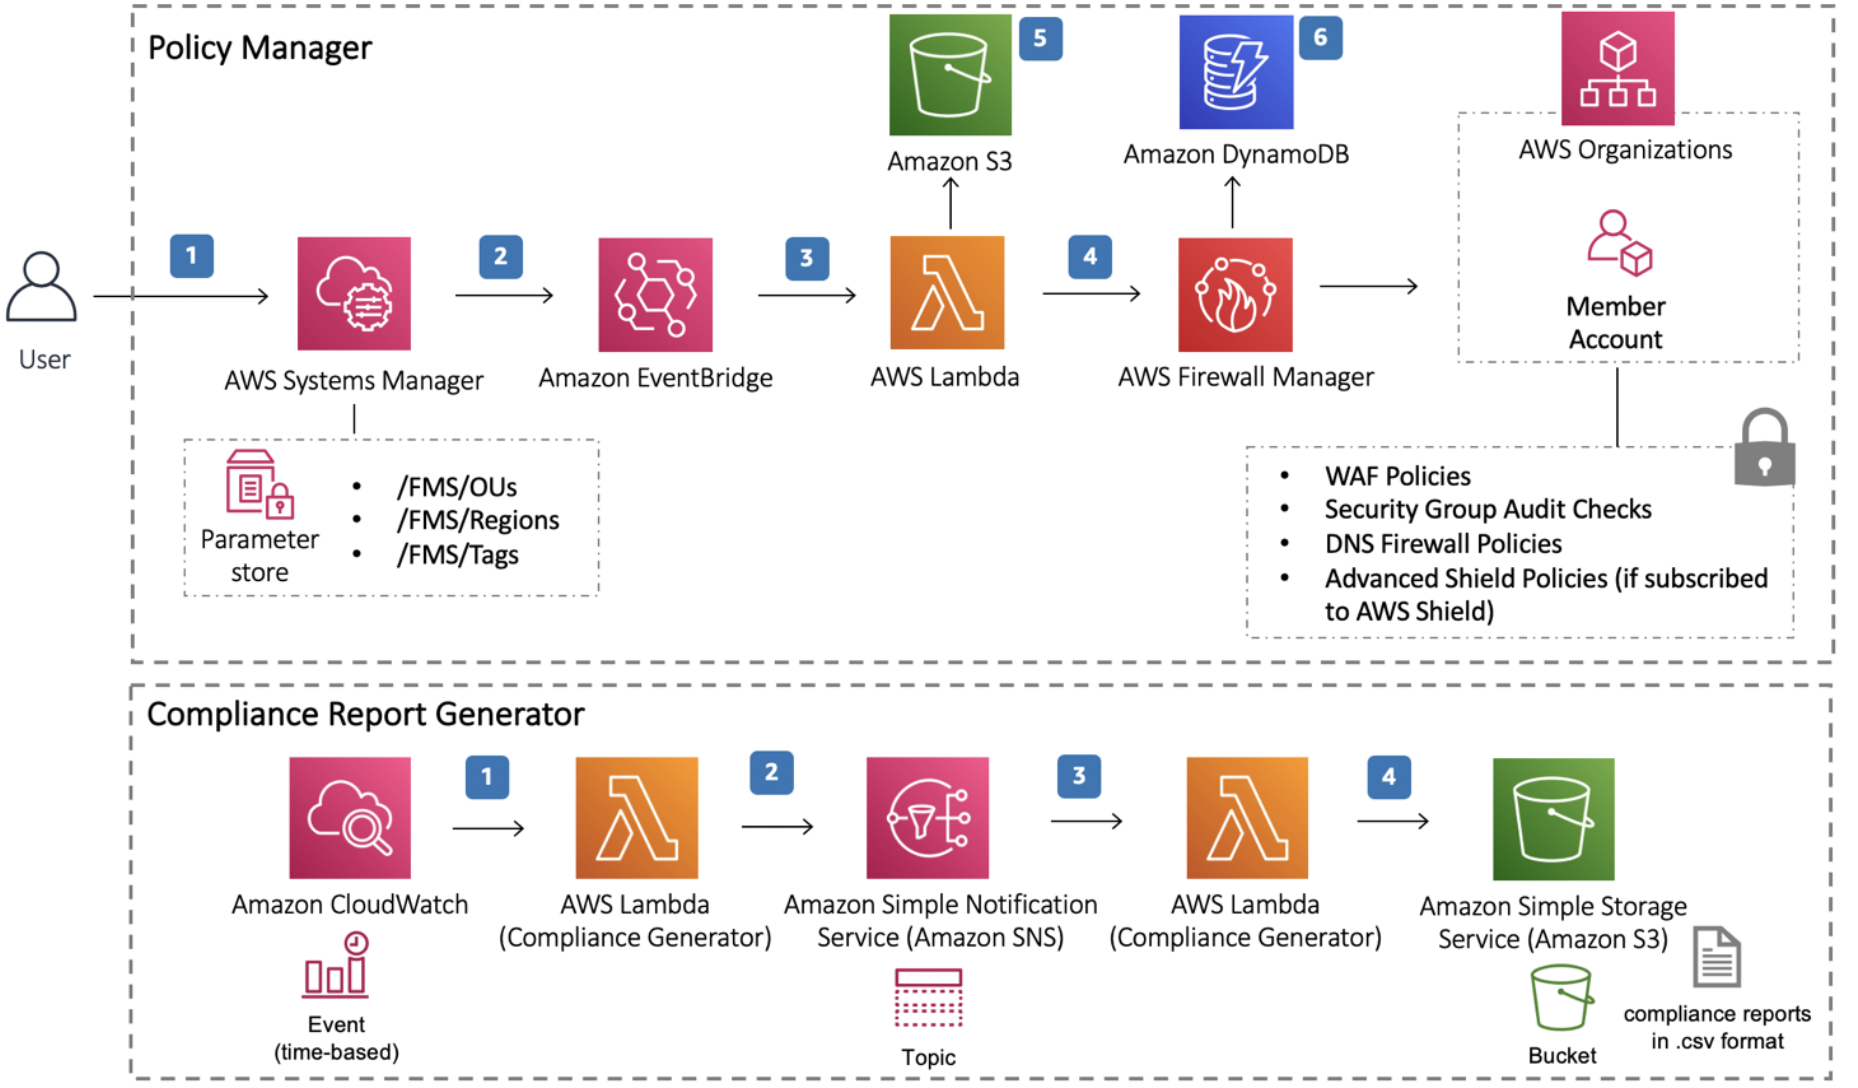 Policy Manager
5
6
Amazon S3
Amazon DynamoDB
AWS Organizations
1
2
3
4
User
AWS Systems Manager
Amazon EventBridge
AWS Lambda
AWS Firewall Manager
Member
Account
Parameter
store
• /FMS/OUs
• /FMS/Regions
• /FMS/Tags
• WAF Policies
• Security Group Audit Checks
• DNS Firewall Policies
• Advanced Shield Policies (if subscribed
to AWS Shield)
Compliance Report Generator
1
2
3
4
Amazon CloudWatch
AWS Lambda
(Compliance Generator)
Amazon Simple Notification
Service (Amazon SNS)
AWS Lambda
(Compliance Generator)
Amazon Simple Storage
Service (Amazon S3)
Event
(time-based)
Topic
Bucket
compliance reports
in .csv format